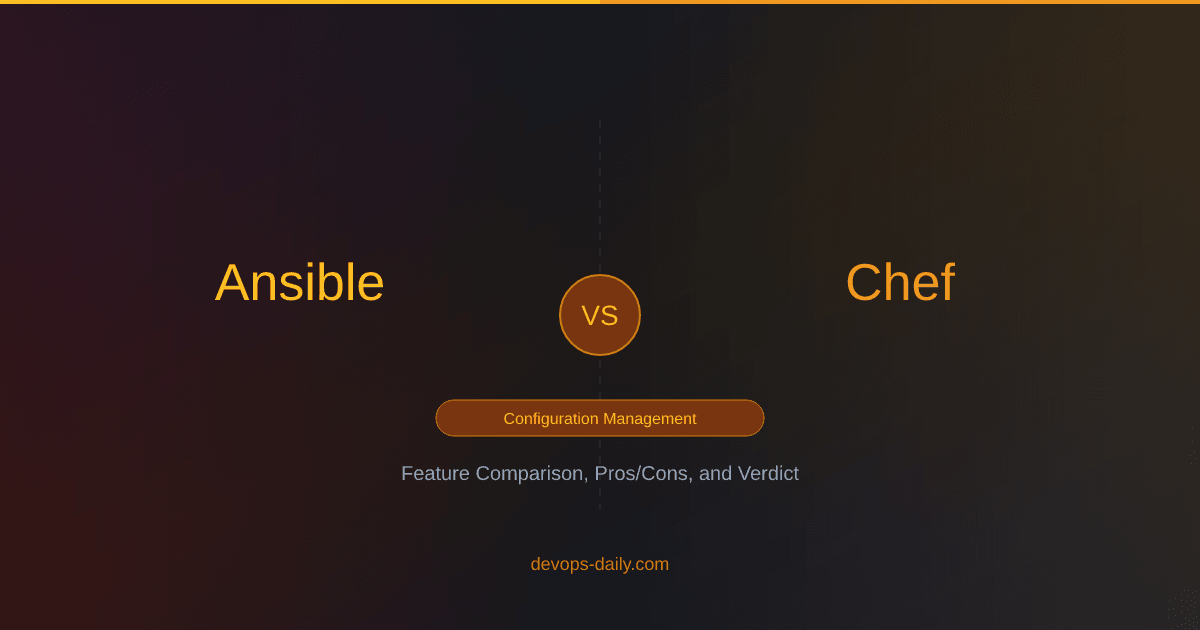 Ansible
Chef
VS
Configuration Management
Feature Comparison, Pros/Cons, and Verdict
devops-daily.com